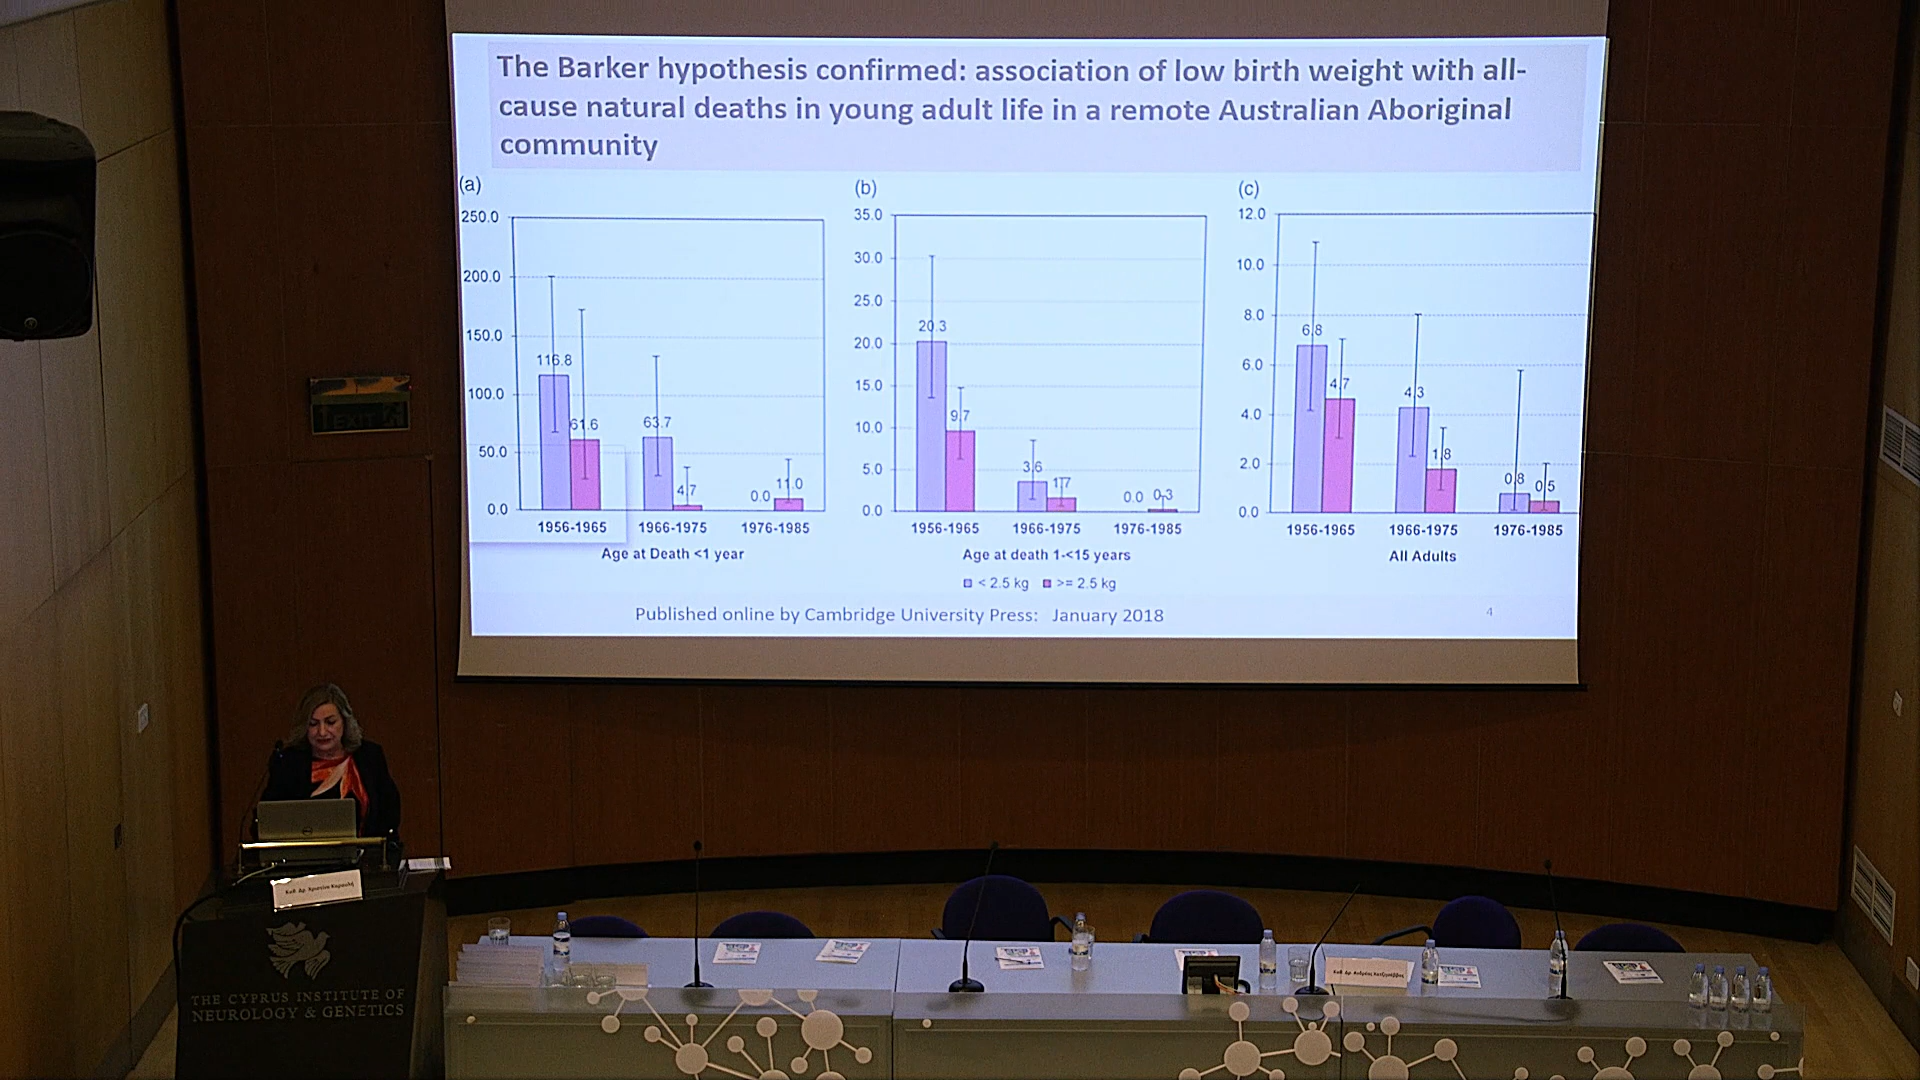 The Barker hypothesis confirmed: association of low birth weight with all-
cause natural deaths in young adult life in a remote Australian Aboriginal
community
(a)
250.0
200.0
150.0
100.0
50.0
0.0
116.8
61.6
63.7
4.7
0.0
11.0
1956-1965 1966-1975 1976-1985
Age at Death <1 year
(b)
35.0
30.0
25.0
20.0
15.0
10.0
5.0
0.0
20.3
9.7
3.6
1.7
0.0
0.3
1956-1965 1966-1975 1976-1985
Age at death 1-<15 years
< 2.5 kg >= 2.5 kg
(c)
12.0
10.0
8.0
6.0
4.0
2.0
0.0
6.8
4.7
4.3
1.8
0.8
0.5
1956-1965 1966-1975 1976-1985
All Adults
Published online by Cambridge University Press: January 2018
4
EXIT
Καθ. Δρ. Χριστίνα
THE CYPRUS INSTITUTE OF
NEUROLOGY & GENETICS
Καθ. Δρ. Ανδρέας